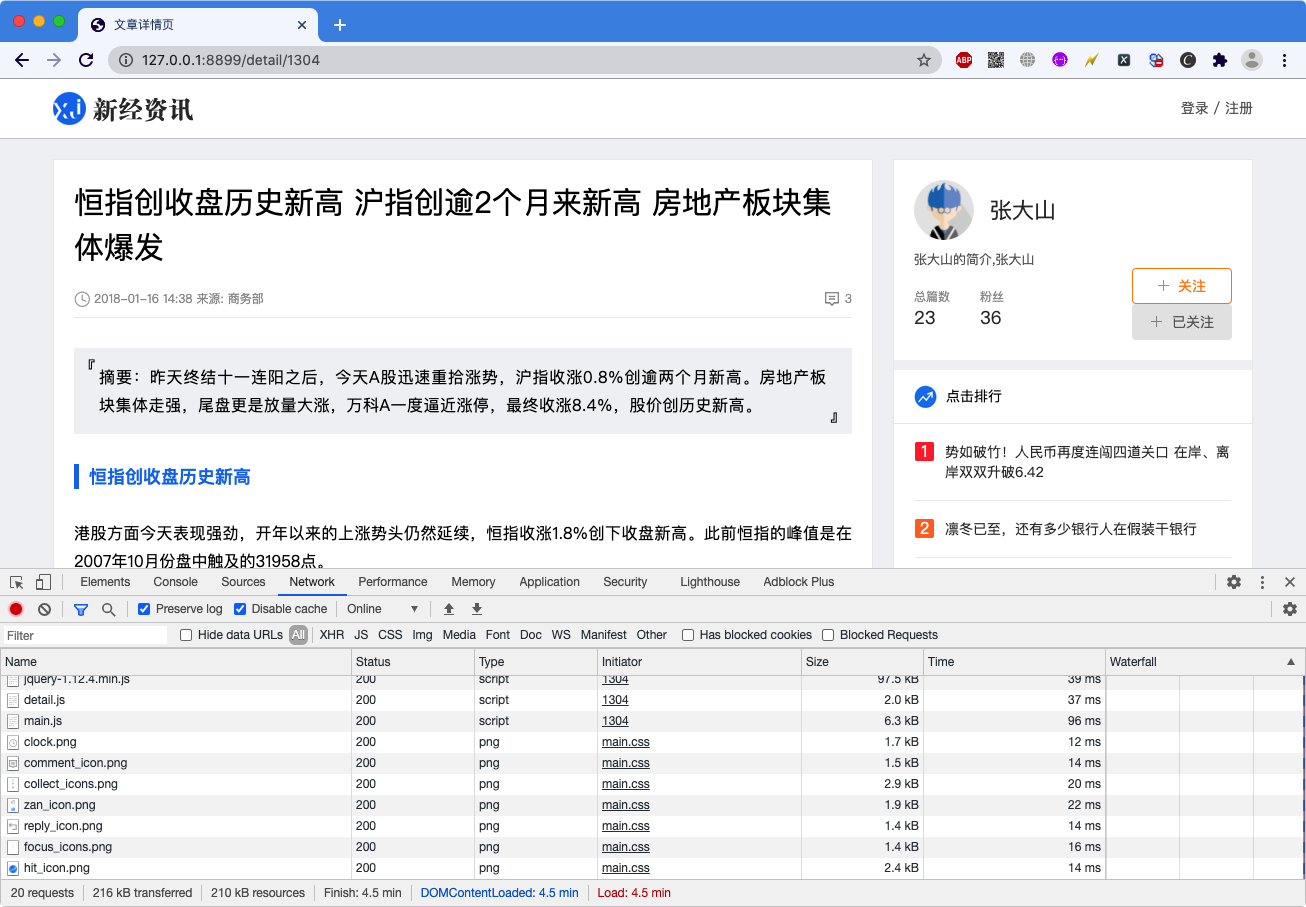 文章详情页
127.0.0.1:8899/detail/1304
ABP
新经资讯
登录 / 注册
恒指创收盘历史新高 沪指创逾2个月来新高 房地产板块集
体爆发
2018-01-16 14:38 来源: 商务部
3
『
摘要：昨天终结十一连阳之后，今天A股迅速重拾涨势，沪指收涨0.8%创逾两个月新高。房地产板
块集体走强，尾盘更是放量大涨，万科A一度逼近涨停，最终收涨8.4%，股价创历史新高。
』
恒指创收盘历史新高
港股方面今天表现强劲，开年以来的上涨势头仍然延续，恒指收涨1.8%创下收盘新高。此前恒指的峰值是在
2007年10月份盘中触及的31958点。
张大山
张大山的简介,张大山
总篇数 粉丝
23 36
关注
已关注
点击排行
1 势如破竹！人民币再度连闯四道关口 在岸、离
岸双双升破6.42
2 凛冬已至，还有多少银行人在假装干银行
Elements Console Sources Network Performance Memory Application Security Lighthouse Adblock Plus
Preserve log Disable cache Online
Filter Hide data URLs All XHR JS CSS Img Media Font Doc WS Manifest Other Has blocked cookies Blocked Requests
Name Status Type Initiator Size Time Waterfall
jquery-1.12.4.min.js 200 script 1304 97.5 kB 39 ms
detail.js 200 script 1304 2.0 kB 37 ms
main.js 200 script 1304 6.3 kB 96 ms
clock.png 200 png main.css 1.7 kB 12 ms
comment_icon.png 200 png main.css 1.5 kB 14 ms
collect_icons.png 200 png main.css 2.9 kB 20 ms
zan_icon.png 200 png main.css 1.9 kB 22 ms
reply_icon.png 200 png main.css 1.4 kB 14 ms
focus_icons.png 200 png main.css 1.4 kB 16 ms
hit_icon.png 200 png main.css 2.4 kB 14 ms
20 requests 216 kB transferred 210 kB resources Finish: 4.5 min DOMContentLoaded: 4.5 min Load: 4.5 min